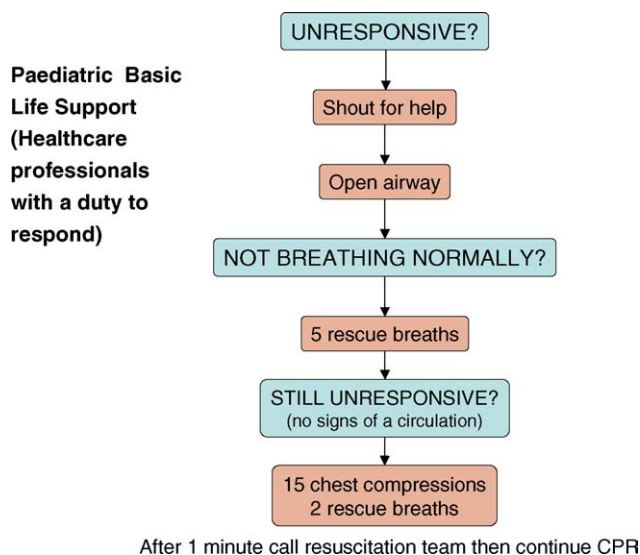 Paediatric Basic
Life Support
(Healthcare
professionals
with a duty to
respond)
UNRESPONSIVE?
Shout for help
Open airway
NOT BREATHING NORMALLY?
5 rescue breaths
STILL UNRESPONSIVE?
(no signs of a circulation)
15 chest compressions
2 rescue breaths
After 1 minute call resuscitation team then continue CPR